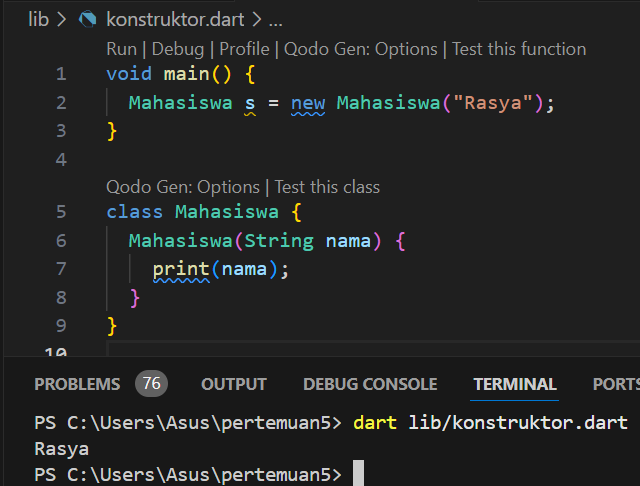 lib > konstruktor.dart > ...
Run | Debug | Profile | Qodo Gen: Options | Test this function
1 void main() {
2 Mahasiswa s = new Mahasiswa("Rasya");
3 }
4
Qodo Gen: Options | Test this class
5 class Mahasiswa {
6 Mahasiswa(String nama) {
7 print(nama);
8 }
9 }
10
PROBLEMS 76 OUTPUT DEBUG CONSOLE TERMINAL PORTS
PS C:\Users\Asus\pertemuan5> dart lib/konstruktor.dart
Rasya
PS C:\Users\Asus\pertemuan5>